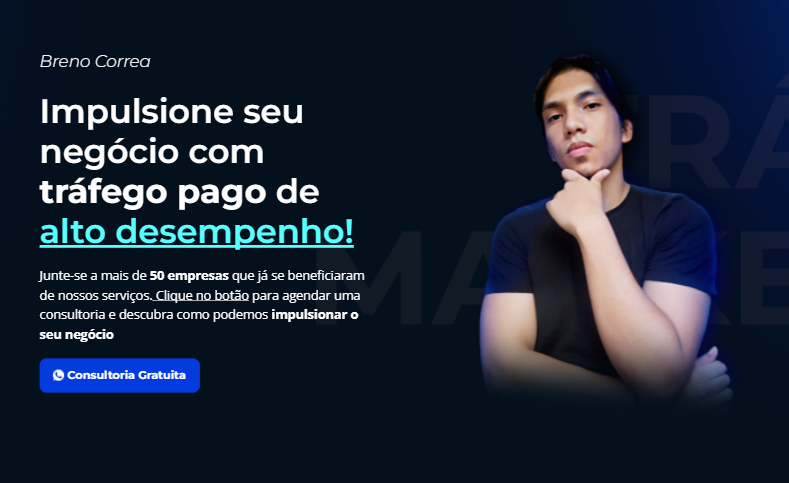 Breno Correa
Impulsione seu
negócio com
tráfego pago de
alto desempenho!
Junte-se a mais de 50 empresas que já se beneficiaram
de nossos serviços. Clique no botão para agendar uma
consultoria e descubra como podemos impulsionar o
seu negócio
Consultoria Gratuita
TRÁ
MARKE